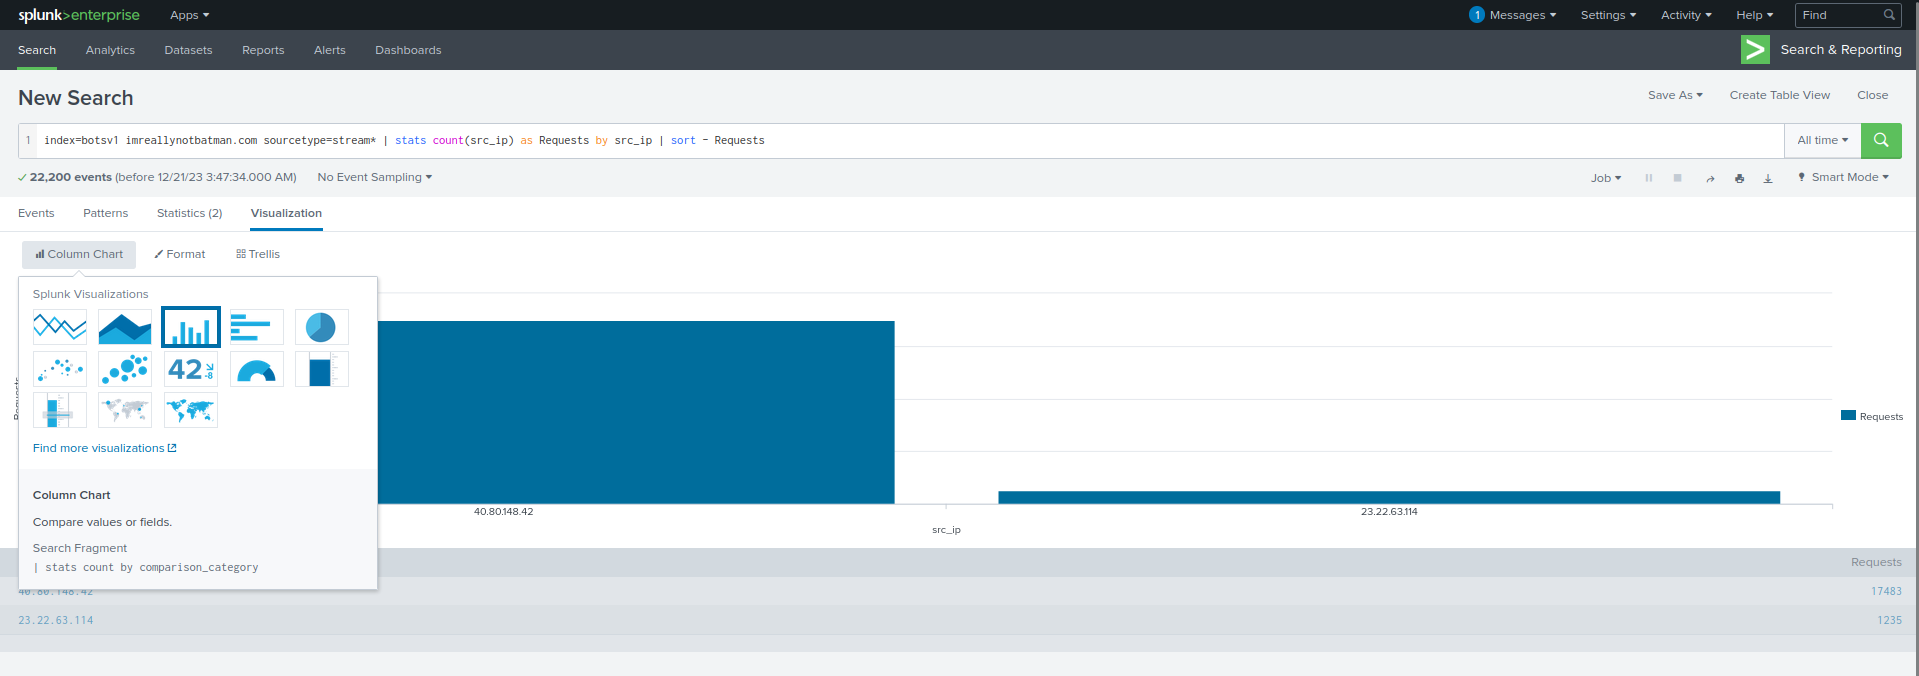 splunk>enterprise Apps 1 Messages Settings Activity Help Find
Search Analytics Datasets Reports Alerts Dashboards Search & Reporting
New Search Save As Create Table View Close
1 index=botsv1 imreallynotbatman.com sourcetype=stream* | stats count(src_ip) as Requests by src_ip | sort - Requests All time
22,200 events (before 12/21/23 3:47:34.000 AM) No Event Sampling Job Smart Mode
Events Patterns Statistics (2) Visualization
Column Chart Format Trellis
Splunk Visualizations
42
-8
Requests
Requests
Find more visualizations
Column Chart
Compare values or fields.
Search Fragment
| stats count by comparison_category
40.80.148.42 23.22.63.114
src_ip
Requests
40.80.148.42 17483
23.22.63.114 1235